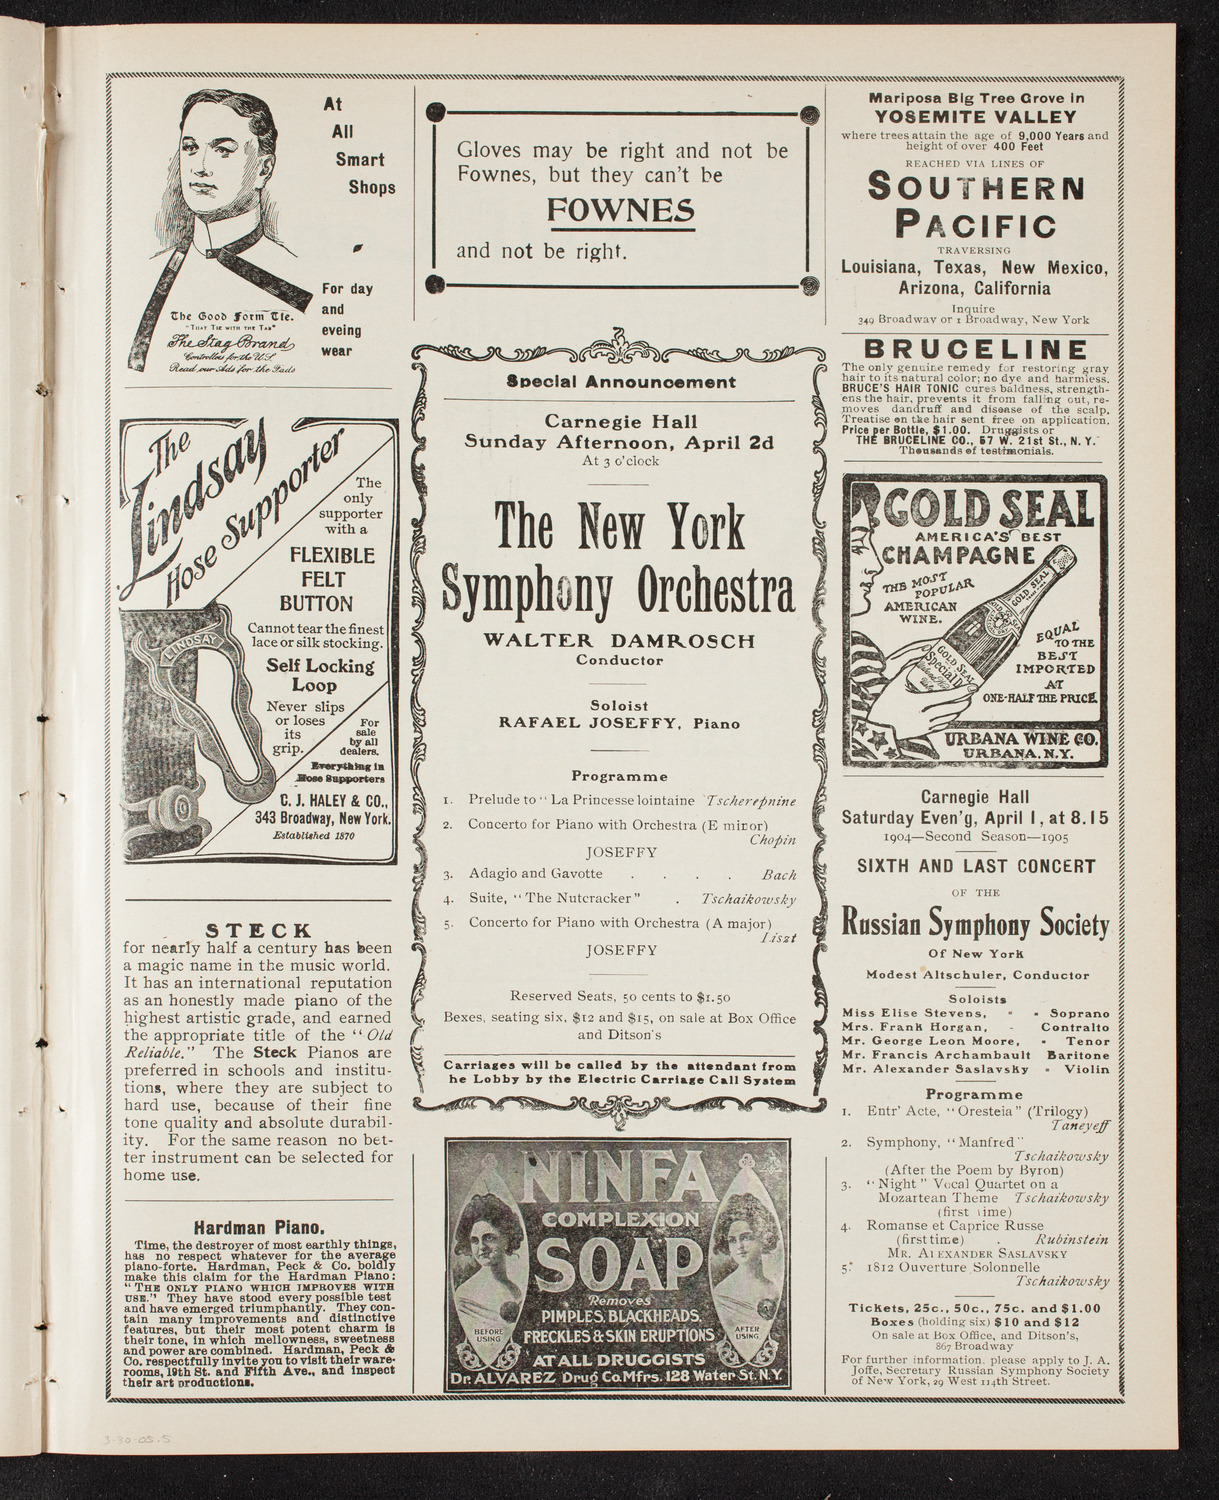 At
All
Smart
Shops
For day
and
eveing
wear
The Good Form Tie.
"THAT TIE WITH THE TAB"
The Stag Brand
Controllers for the U.S.
Read our Ads for the Fads
The
Lindsay
Hose Supporter
The
only
supporter
with a
FLEXIBLE
FELT
BUTTON
Cannot tear the finest
lace or silk stocking.
Self Locking
Loop
Never slips
or loses
its
grip.
For
sale
by all
dealers.
Everything in
Hose Supporters
C. J. HALEY & CO.,
343 Broadway, New York.
Established 1870
LINDSAY
STECK
for nearly half a century has been
a magic name in the music world.
It has an international reputation
as an honestly made piano of the
highest artistic grade, and earned
the appropriate title of the "Old
Reliable." The Steck Pianos are
preferred in schools and institu-
tions, where they are subject to
hard use, because of their fine
tone quality and absolute durabil-
ity. For the same reason no bet-
ter instrument can be selected for
home use.
Hardman Piano.
Time, the destroyer of most earthly things,
has no respect whatever for the average
piano-forte. Hardman, Peck & Co. boldly
make this claim for the Hardman Piano:
"THE ONLY PIANO WHICH IMPROVES WITH
USE." They have stood every possible test
and have emerged triumphantly. They con-
tain many improvements and distinctive
features, but their most potent charm is
their tone, in which mellowness, sweetness
and power are combined. Hardman, Peck &
Co. respectfully invite you to visit their ware-
rooms, 19th St. and Fifth Ave., and inspect
their art productions.
Gloves may be right and not be
Fownes, but they can't be
FOWNES
and not be right.
Special Announcement
Carnegie Hall
Sunday Afternoon, April 2d
At 3 o'clock
The New York
Symphony Orchestra
WALTER DAMROSCH
Conductor
Soloist
RAFAEL JOSEFFY, Piano
Programme
1. Prelude to "La Princesse lointaine Tscherepnine
2. Concerto for Piano with Orchestra (E minor)
Chopin
JOSEFFY
3. Adagio and Gavotte . . . . Bach
4. Suite, "The Nutcracker" . Tschaikowsky
5. Concerto for Piano with Orchestra (A major)
Liszt
JOSEFFY
Reserved Seats, 50 cents to $1.50
Bexes, seating six, $12 and $15, on sale at Box Office
and Ditson's
Carriages will be called by the attendant from
he Lobby by the Electric Carriage Call System
NINFA
COMPLEXION
SOAP
Removes
PIMPLES, BLACKHEADS,
FRECKLES & SKIN ERUPTIONS
BEFORE
USING
AFTER
USING.
AT ALL DRUGGISTS
Dr. ALVAREZ Drug Co. Mfrs. 128 Water St. N.Y.
Mariposa Big Tree Grove in
YOSEMITE VALLEY
where trees attain the age of 9,000 Years and
height of over 400 Feet
REACHED VIA LINES OF
SOUTHERN
PACIFIC
TRAVERSING
Louisiana, Texas, New Mexico,
Arizona, California
Inquire
349 Broadway or 1 Broadway, New York
BRUCELINE
The only genuine remedy for restoring gray
hair to its natural color; no dye and harmless.
BRUCE'S HAIR TONIC cures baldness, strength-
ens the hair, prevents it from falling out, re-
moves dandruff and disease of the scalp.
Treatise on the hair sent free on application.
Price per Bottle, $1.00. Druggists or
THE BRUCELINE CO., 57 W. 21st St., N. Y.
Thousands of testimonials.
GOLD SEAL
AMERICA'S BEST
CHAMPAGNE
THE MOST
POPULAR
AMERICAN
WINE.
GOLD SEAL
GOLD SEAL
Special Dry
EQUAL
TO THE
BEST
IMPORTED
AT
ONE-HALF THE PRICE
URBANA WINE CO.
URBANA, N.Y.
Carnegie Hall
Saturday Even'g, April 1, at 8.15
1904—Second Season—1905
SIXTH AND LAST CONCERT
OF THE
Russian Symphony Society
Of New York
Modest Altschuler, Conductor
Soloists
Miss Elise Stevens, - - Soprano
Mrs. Frank Horgan, - Contralto
Mr. George Leon Moore, - Tenor
Mr. Francis Archambault Baritone
Mr. Alexander Saslavsky - Violin
Programme
1. Entr' Acte, "Oresteia" (Trilogy)
Taneyeff
2. Symphony, "Manfred"
Tschaikowsky
(After the Poem by Byron)
3. "Night" Vocal Quartet on a
Mozartean Theme Tschaikowsky
(first time)
4. Romanse et Caprice Russe
(first time) . Rubinstein
MR. ALEXANDER SASLAVSKY
5. 1812 Ouverture Solonnelle
Tschaikowsky
Tickets, 25c., 50c., 75c. and $1.00
Boxes (holding six) $10 and $12
On sale at Box Office, and Ditson's,
867 Broadway
For further information, please apply to J. A.
Joffe, Secretary Russian Symphony Society
of New York, 29 West 114th Street.
3-30-05.5